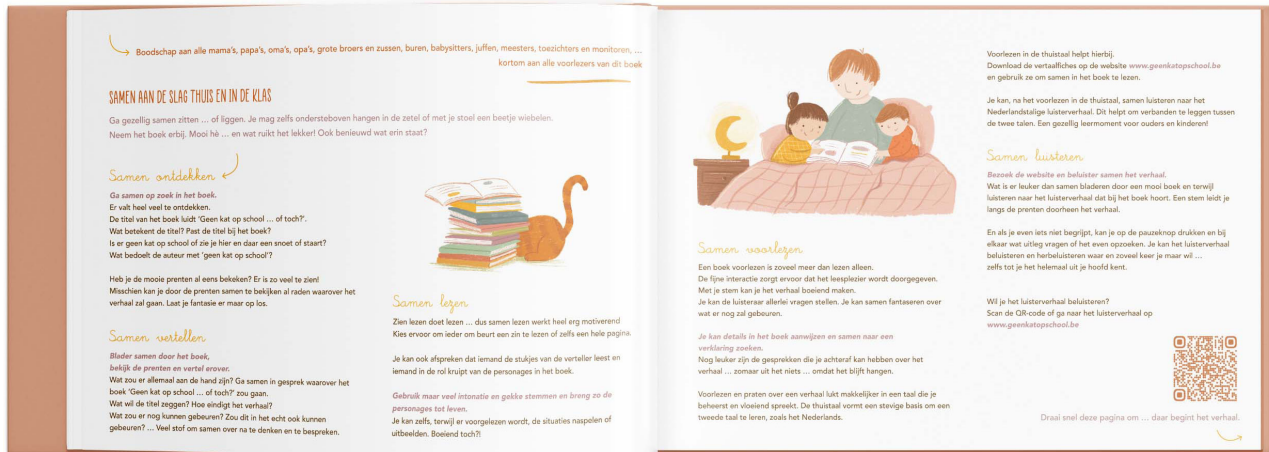 Boodschap aan alle mama's, papa's, oma's, opa's, grote broers en zussen, buren, babysitters, juffen, meesters, toezichters en monitoren, ...
kortom aan alle voorlezers van dit boek
SAMEN AAN DE SLAG THUIS EN IN DE KLAS
Ga gezellig samen zitten ... of liggen. Je mag zelfs ondersteboven hangen in de zetel of met je stoel een beetje wiebelen.
Neem het boek erbij. Mooi hè ... en wat ruikt het lekker! Ook benieuwd wat erin staat?
Samen ontdekken
Ga samen op zoek in het boek.
Er valt heel veel te ontdekken.
De titel van het boek luidt 'Geen kat op school ... of toch?'.
Wat betekent de titel? Past de titel bij het boek?
Is er geen kat op school of zie je hier en daar een snoet of staart?
Wat bedoelt de auteur met 'geen kat op school'?
Heb je de mooie prenten al eens bekeken? Er is zo veel te zien!
Misschien kan je door de prenten samen te bekijken al raden waarover het
verhaal zal gaan. Laat je fantasie er maar op los.
Samen vertellen
Blader samen door het boek,
bekijk de prenten en vertel erover.
Wat zou er allemaal aan de hand zijn? Ga samen in gesprek waarover het
boek 'Geen kat op school ... of toch?' zou gaan.
Wat wil de titel zeggen? Hoe eindigt het verhaal?
Wat zou er nog kunnen gebeuren? Zou dit in het echt ook kunnen
gebeuren? ... Veel stof om samen over na te denken en te bespreken.
Samen lezen
Zien lezen doet lezen ... dus samen lezen werkt heel erg motiverend
Kies ervoor om ieder om beurt een zin te lezen of zelfs een hele pagina.
Je kan ook afspreken dat iemand de stukjes van de verteller leest en
iemand in de rol kruipt van de personages in het boek.
Gebruik maar veel intonatie en gekke stemmen en breng zo de
personages tot leven.
Je kan zelfs, terwijl er voorgelezen wordt, de situaties naspelen of
uitbeelden. Boeiend toch?!
Samen voorlezen
Een boek voorlezen is zoveel meer dan lezen alleen.
De fijne interactie zorgt ervoor dat het leesplezier wordt doorgegeven.
Met je stem kan je het verhaal boeiend maken.
Je kan de luisteraar allerlei vragen stellen. Je kan samen fantaseren over
wat er nog zal gebeuren.
Je kan details in het boek aanwijzen en samen naar een
verklaring zoeken.
Nog leuker zijn de gesprekken die je achteraf kan hebben over het
verhaal ... zomaar uit het niets ... omdat het blijft hangen.
Voorlezen en praten over een verhaal lukt makkelijker in een taal die je
beheerst en vloeiend spreekt. De thuistaal vormt een stevige basis om een
tweede taal te leren, zoals het Nederlands.
Voorlezen in de thuistaal helpt hierbij.
Download de vertaalfiches op de website www.geenkatopschool.be
en gebruik ze om samen in het boek te lezen.
Je kan, na het voorlezen in de thuistaal, samen luisteren naar het
Nederlandstalige luisterverhaal. Dit helpt om verbanden te leggen tussen
de twee talen. Een gezellig leermoment voor ouders en kinderen!
Samen luisteren
Bezoek de website en beluister samen het verhaal.
Wat is er leuker dan samen bladeren door een mooi boek en terwijl
luisteren naar het luisterverhaal dat bij het boek hoort. Een stem leidt je
langs de prenten doorheen het verhaal.
En als je even iets niet begrijpt, kan je op de pauzeknop drukken en bij
elkaar wat uitleg vragen of het even opzoeken. Je kan het luisterverhaal
beluisteren en herbeluisteren waar en zoveel keer je maar wil ...
zelfs tot je het helemaal uit je hoofd kent.
Wil je het luisterverhaal beluisteren?
Scan de QR-code of ga naar het luisterverhaal op
www.geenkatopschool.be
Draai snel deze pagina om ... daar begint het verhaal.